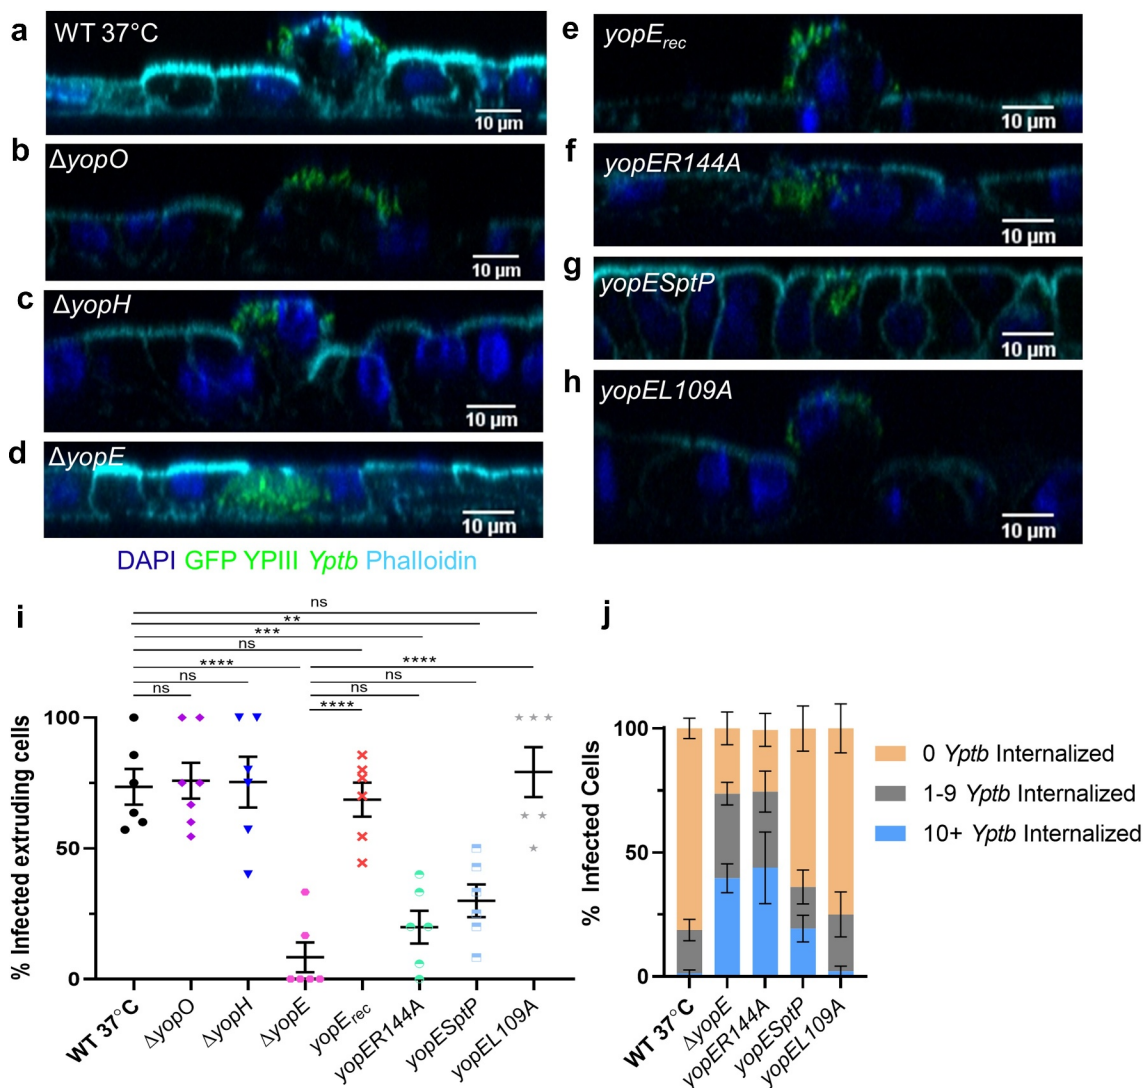 a
WT 37°C
10 µm
b
ΔyopO
10 µm
c
ΔyopH
10 µm
d
ΔyopE
10 µm
e
yopErec
10 µm
f
yopER144A
10 µm
g
yopESptP
10 µm
h
yopEL109A
10 µm
DAPI GFP YPIII Yptb Phalloidin
i
ns
**
***
ns
****
ns
ns
****
ns
ns
****
% Infected extruding cells
100
50
0
WT 37°C
ΔyopO
ΔyopH
ΔyopE
yopErec
yopER144A
yopESptP
yopEL109A
j
% Infected Cells
100
50
0
WT 37°C
ΔyopE
yopER144A
yopESptP
yopEL109A
0 Yptb Internalized
1-9 Yptb Internalized
10+ Yptb Internalized